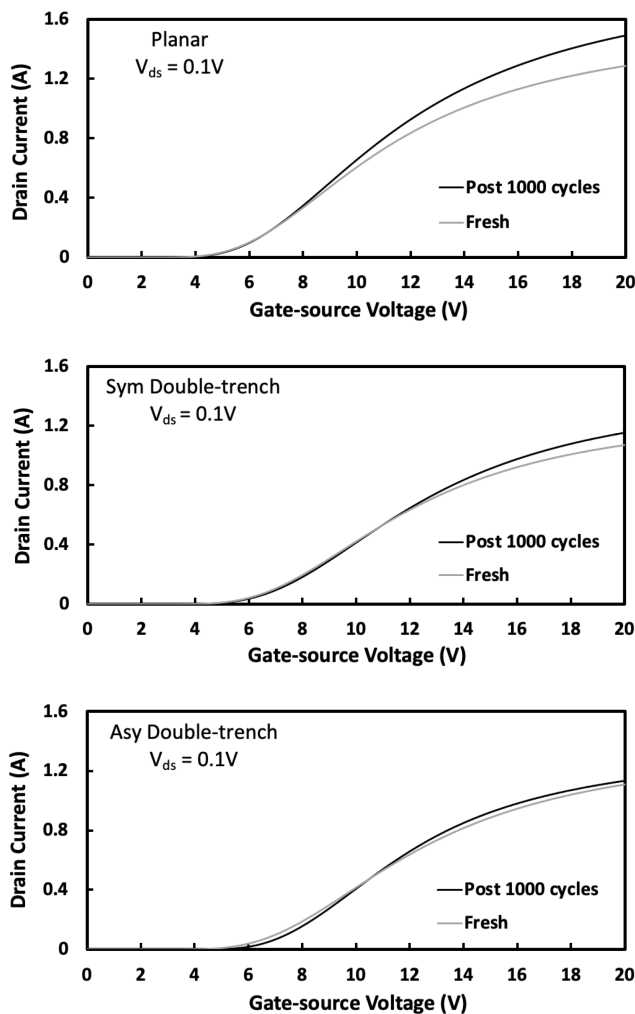 Planar
Vds = 0.1V
Drain Current (A)
1.6
1.2
0.8
0.4
0
Post 1000 cycles
Fresh
0 2 4 6 8 10 12 14 16 18 20
Gate-source Voltage (V)
Sym Double-trench
Vds = 0.1V
Drain Current (A)
1.6
1.2
0.8
0.4
0
Post 1000 cycles
Fresh
0 2 4 6 8 10 12 14 16 18 20
Gate-source Voltage (V)
Asy Double-trench
Vds = 0.1V
Drain Current (A)
1.6
1.2
0.8
0.4
0
Post 1000 cycles
Fresh
0 2 4 6 8 10 12 14 16 18 20
Gate-source Voltage (V)